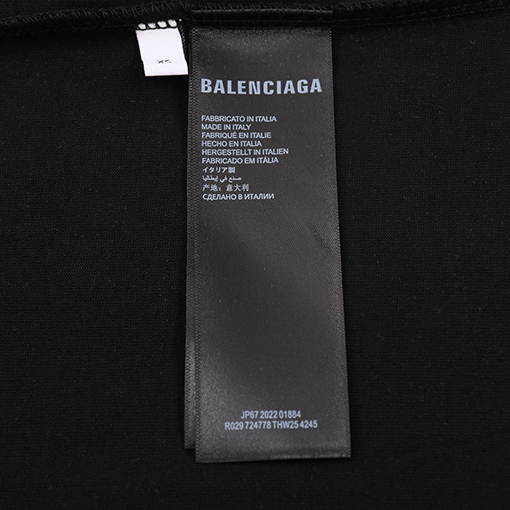 XS
BALENCIAGA
FABBRICATO IN ITALIA
MADE IN ITALY
FABRIQUÉ EN ITALIE
HECHO EN ITALIA
HERGESTELLT IN ITALIEN
FABRICADO EM ITÁLIA
イタリア製
صنع في إيطاليا
产地：意大利
СДЕЛАНО В ИТАЛИИ
JP67 2022 01884
R029 724778 THW25 4245